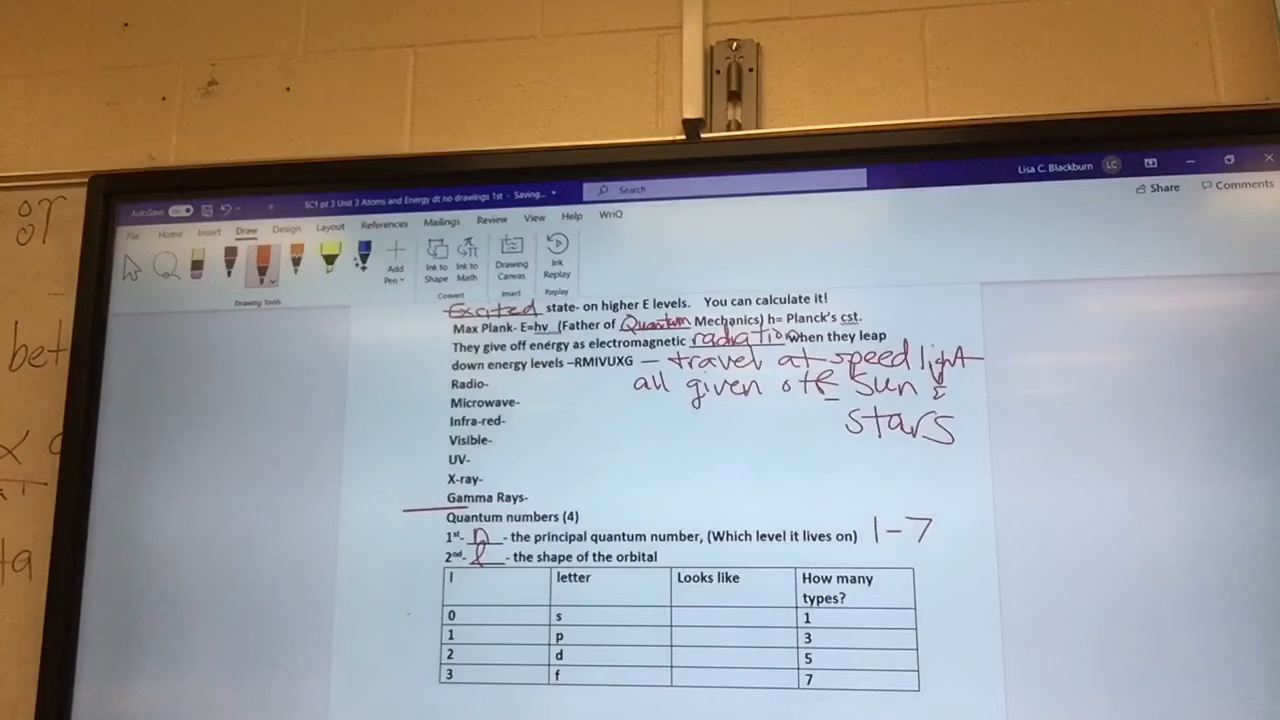 or
bet
Lisa C. Blackburn LC
AutoSave On SC1 pt 3 Unit 3 Atoms and Energy dt no drawings 1st - Saving... Search
File Home Insert Draw Design Layout References Mailings Review View Help WriQ Share Comments
Add Pen Ink to Shape Ink to Math Drawing Canvas Ink Replay
Drawing Tools Convert Insert Replay
Excited state- on higher E levels. You can calculate it!
Max Plank- E=hv (Father of Quantum Mechanics) h= Planck's cst.
They give off energy as electromagnetic radiation when they leap
down energy levels –RMIVUXG — travel at speed light
all given off Sun &
stars
Radio-
Microwave-
Infra-red-
Visible-
UV-
X-ray-
Gamma Rays-
Quantum numbers (4)
1st- n - the principal quantum number, (Which level it lives on) 1-7
2nd- l - the shape of the orbital
l letter Looks like How many types?
0 s 1
1 p 3
2 d 5
3 f 7